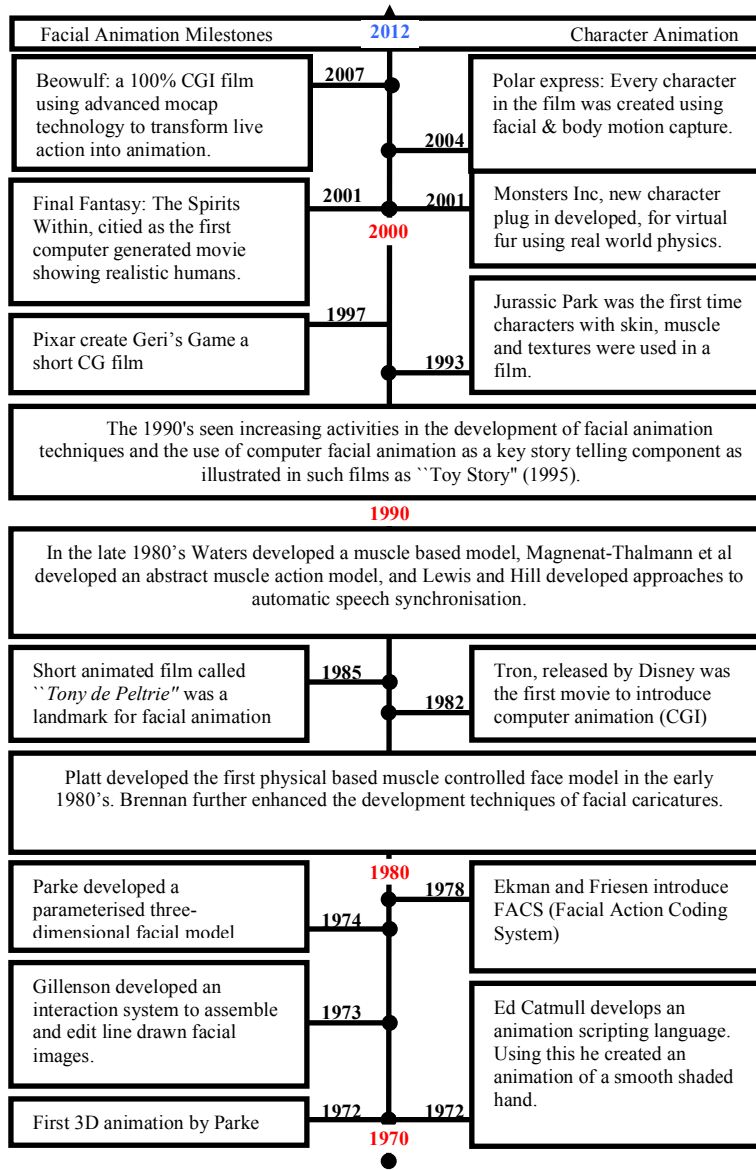 Facial Animation Milestones
2012
Character Animation
Beowulf: a 100% CGI film
using advanced mocap
technology to transform live
action into animation.
2007
Polar express: Every character
in the film was created using
facial & body motion capture.
2004
Final Fantasy: The Spirits
Within, citied as the first
computer generated movie
showing realistic humans.
2001
2001
Monsters Inc, new character
plug in developed, for virtual
fur using real world physics.
2000
Pixar create Geri's Game a
short CG film
1997
Jurassic Park was the first time
characters with skin, muscle
and textures were used in a
film.
1993
The 1990's seen increasing activities in the development of facial animation
techniques and the use of computer facial animation as a key story telling component as
illustrated in such films as ``Toy Story" (1995).
1990
In the late 1980's Waters developed a muscle based model, Magnenat-Thalmann et al
developed an abstract muscle action model, and Lewis and Hill developed approaches to
automatic speech synchronisation.
Short animated film called
``Tony de Peltrie" was a
landmark for facial animation
1985
Tron, released by Disney was
the first movie to introduce
computer animation (CGI)
1982
Platt developed the first physical based muscle controlled face model in the early
1980's. Brennan further enhanced the development techniques of facial caricatures.
1980
Parke developed a
parameterised three-
dimensional facial model
1974
1978
Ekman and Friesen introduce
FACS (Facial Action Coding
System)
Gillenson developed an
interaction system to assemble
and edit line drawn facial
images.
1973
Ed Catmull develops an
animation scripting language.
Using this he created an
animation of a smooth shaded
hand.
First 3D animation by Parke
1972
1972
1970